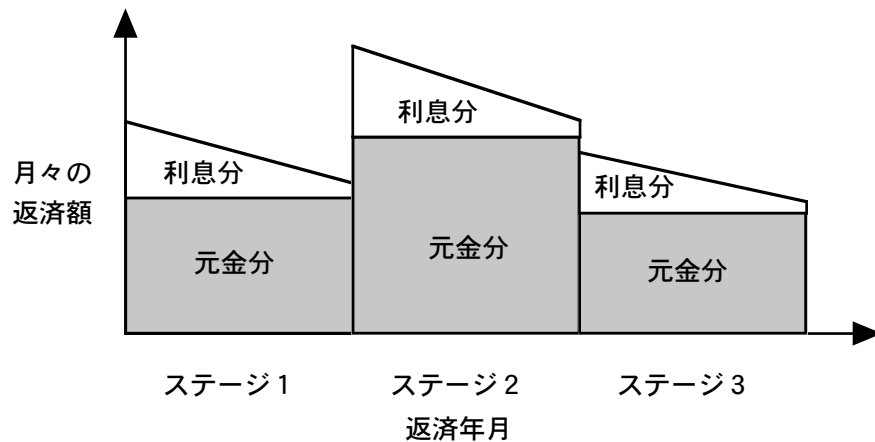 利息分
利息分
利息分
月々の
返済額
元金分
元金分
元金分
ステージ1
ステージ2
ステージ3
返済年月